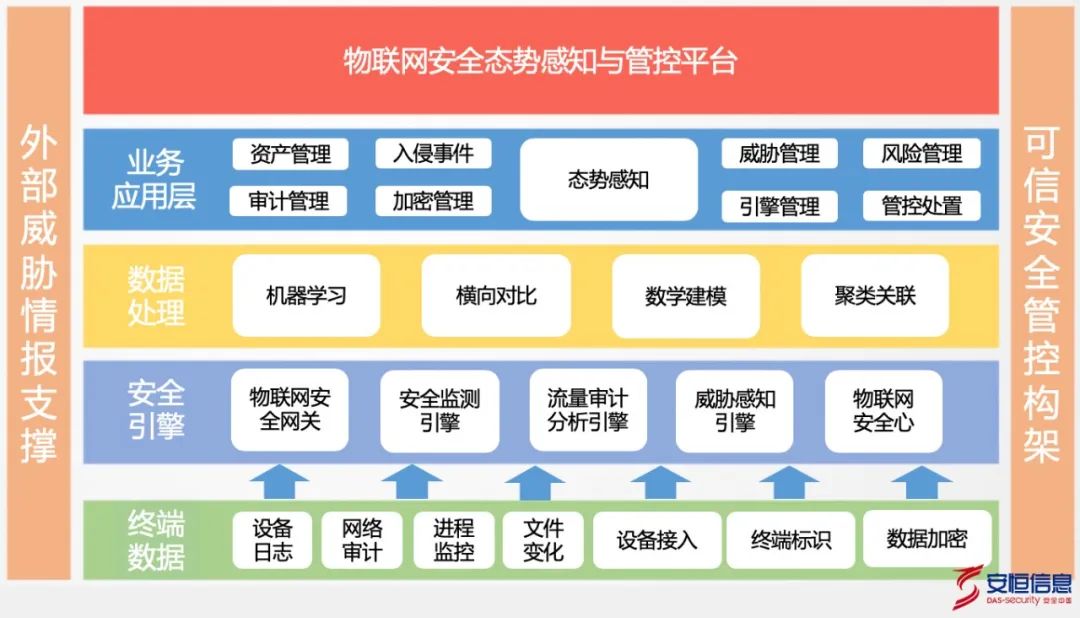 外部威胁情报支撑
物联网安全态势感知与管控平台
业务
应用层
资产管理
入侵事件
态势感知
威胁管理
风险管理
审计管理
加密管理
引擎管理
管控处置
数据
处理
机器学习
横向对比
数学建模
聚类关联
安全
引擎
物联网安
全网关
安全监测
引擎
流量审计
分析引擎
威胁感知
引擎
物联网
安全心
终端
数据
设备
日志
网络
审计
进程
监控
文件
变化
设备接入
终端标识
数据加密
可信安全管控构架
安恒信息
DAS-security 安全中国